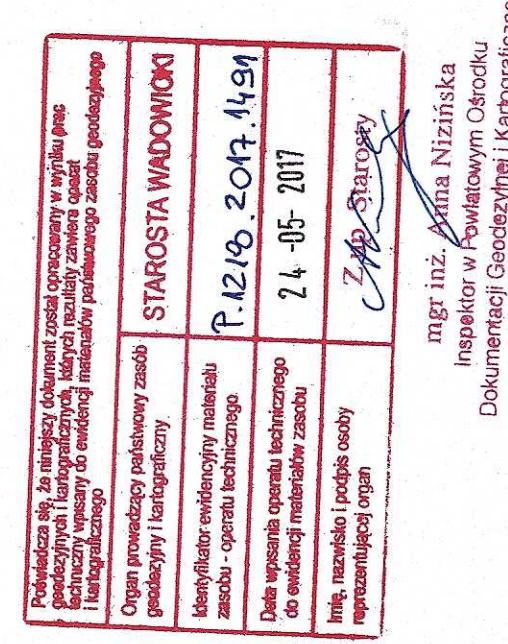 Poświadcza się, że niniejszy dokument został opracowany w wyniku prac
geodezyjnych i kartograficznych, których rezultaty zawiera operat
techniczny wpisany do ewidencji materiałów państwowego zasobu geodezyjnego
i kartograficznego
Organ prowadzący państwowy zasób
geodezyjny i kartograficzny
STAROSTA WADOWICKI
Identyfikator ewidencyjny materiału
zasobu - operatu technicznego
P.1218.2017.1491
Data wpisania operatu technicznego
do ewidencji materiałów zasobu
24 -05- 2017
Imię, nazwisko i podpis osoby
reprezentującej organ
Z up. Starosty
mgr inż. Anna Nizińska
Inspektor w Powiatowym Ośrodku
Dokumentacji Geodezyjnej i Kartograficznej